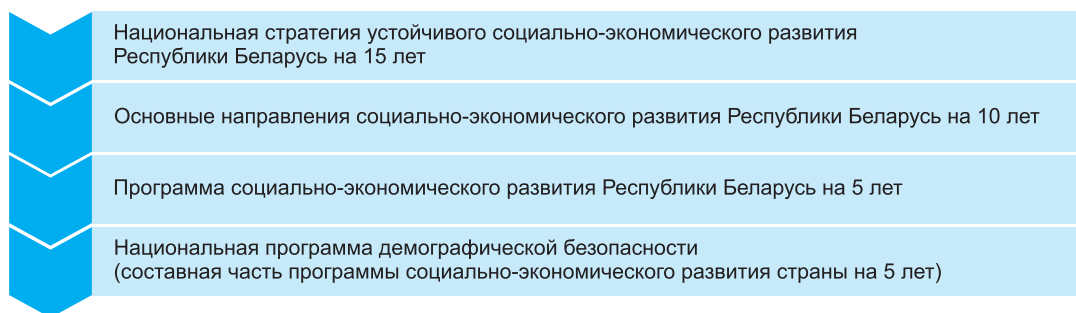 Национальная стратегия устойчивого социально-экономического развития
Республики Беларусь на 15 лет
Основные направления социально-экономического развития Республики Беларусь на 10 лет
Программа социально-экономического развития Республики Беларусь на 5 лет
Национальная программа демографической безопасности
(составная часть программы социально-экономического развития страны на 5 лет)